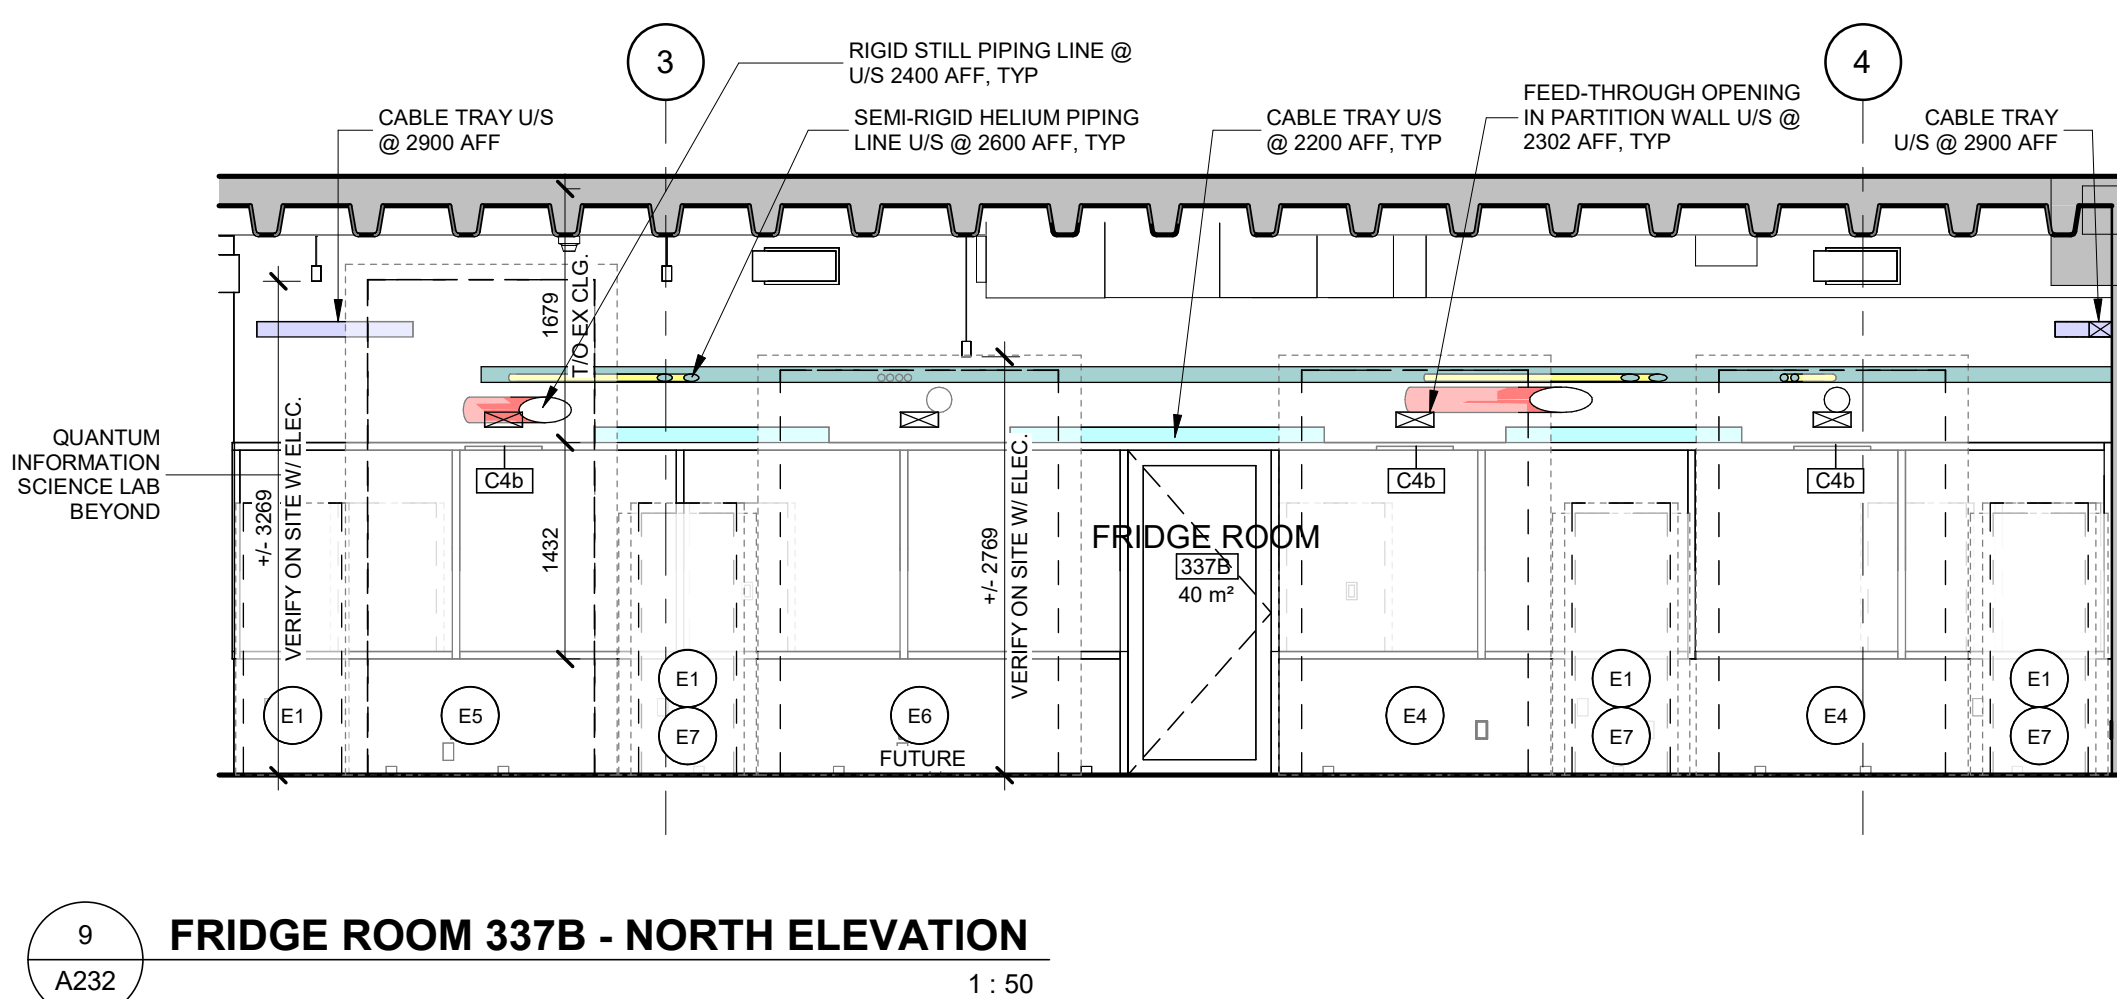 3
4
RIGID STILL PIPING LINE @
U/S 2400 AFF, TYP
CABLE TRAY U/S
@ 2900 AFF
SEMI-RIGID HELIUM PIPING
LINE U/S @ 2600 AFF, TYP
CABLE TRAY U/S
@ 2200 AFF, TYP
FEED-THROUGH OPENING
IN PARTITION WALL U/S @
2302 AFF, TYP
CABLE TRAY
U/S @ 2900 AFF
1679
T/O EX CLG.
QUANTUM
INFORMATION
SCIENCE LAB
BEYOND
+/- 3269
VERIFY ON SITE W/ ELEC.
C4b
1432
+/- 2769
VERIFY ON SITE W/ ELEC.
FRIDGE ROOM
337B
40 m²
C4b
C4b
E1
E5
E1
E7
E6
FUTURE
E4
E1
E7
E4
E1
E7
9
A232
FRIDGE ROOM 337B - NORTH ELEVATION
1 : 50